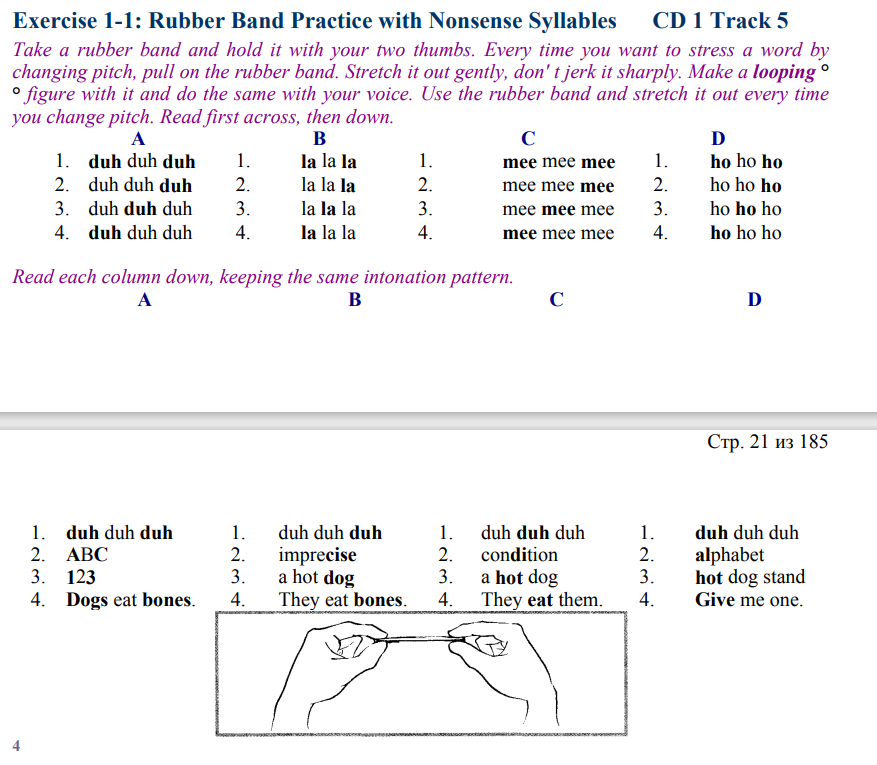 Exercise 1-1: Rubber Band Practice with Nonsense Syllables CD 1 Track 5
Take a rubber band and hold it with your two thumbs. Every time you want to stress a word by
changing pitch, pull on the rubber band. Stretch it out gently, don' t jerk it sharply. Make a looping °
° figure with it and do the same with your voice. Use the rubber band and stretch it out every time
you change pitch. Read first across, then down.
A B C D
1. duh duh duh 1. la la la 1. mee mee mee 1. ho ho ho
2. duh duh duh 2. la la la 2. mee mee mee 2. ho ho ho
3. duh duh duh 3. la la la 3. mee mee mee 3. ho ho ho
4. duh duh duh 4. la la la 4. mee mee mee 4. ho ho ho
Read each column down, keeping the same intonation pattern.
A B C D
Стр. 21 из 185
1. duh duh duh 1. duh duh duh 1. duh duh duh 1. duh duh duh
2. ABC 2. imprecise 2. condition 2. alphabet
3. 123 3. a hot dog 3. a hot dog 3. hot dog stand
4. Dogs eat bones. 4. They eat bones. 4. They eat them. 4. Give me one.
4